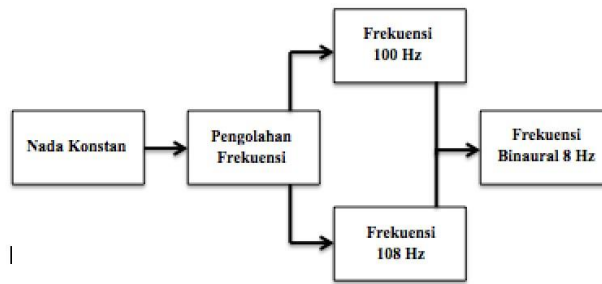 Nada Konstan
Pengolahan
Frekuensi
Frekuensi
100 Hz
Frekuensi
108 Hz
Frekuensi
Binaural 8 Hz